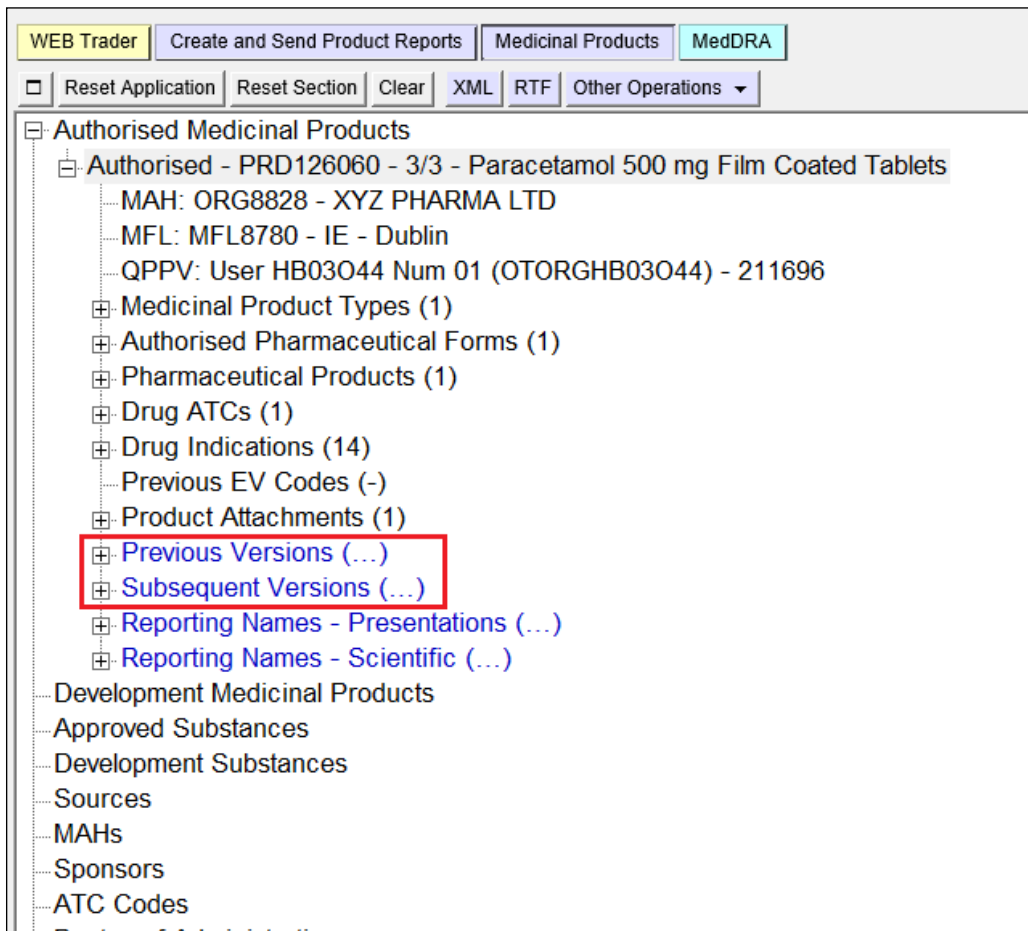 WEB Trader Create and Send Product Reports Medicinal Products MedDRA
Reset Application Reset Section Clear XML RTF Other Operations
Authorised Medicinal Products
Authorised - PRD126060 - 3/3 - Paracetamol 500 mg Film Coated Tablets
MAH: ORG8828 - XYZ PHARMA LTD
MFL: MFL8780 - IE - Dublin
QPPV: User HB03O44 Num 01 (OTORGHB03O44) - 211696
Medicinal Product Types (1)
Authorised Pharmaceutical Forms (1)
Pharmaceutical Products (1)
Drug ATCs (1)
Drug Indications (14)
Previous EV Codes (-)
Product Attachments (1)
Previous Versions (...)
Subsequent Versions (...)
Reporting Names - Presentations (...)
Reporting Names - Scientific (...)
Development Medicinal Products
Approved Substances
Development Substances
Sources
MAHs
Sponsors
ATC Codes